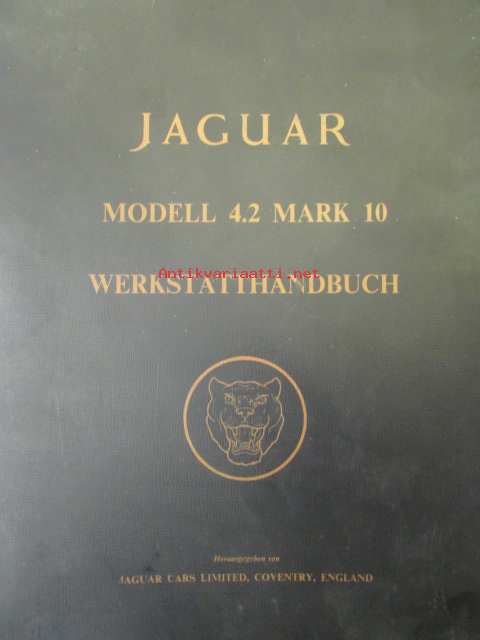 JAGUAR
MODELL 4.2 MARK 10
Antikvariaatti.net
WERKSTATTHANDBUCH
Herausgegeben von
JAGUAR CARS LIMITED, COVENTRY, ENGLAND